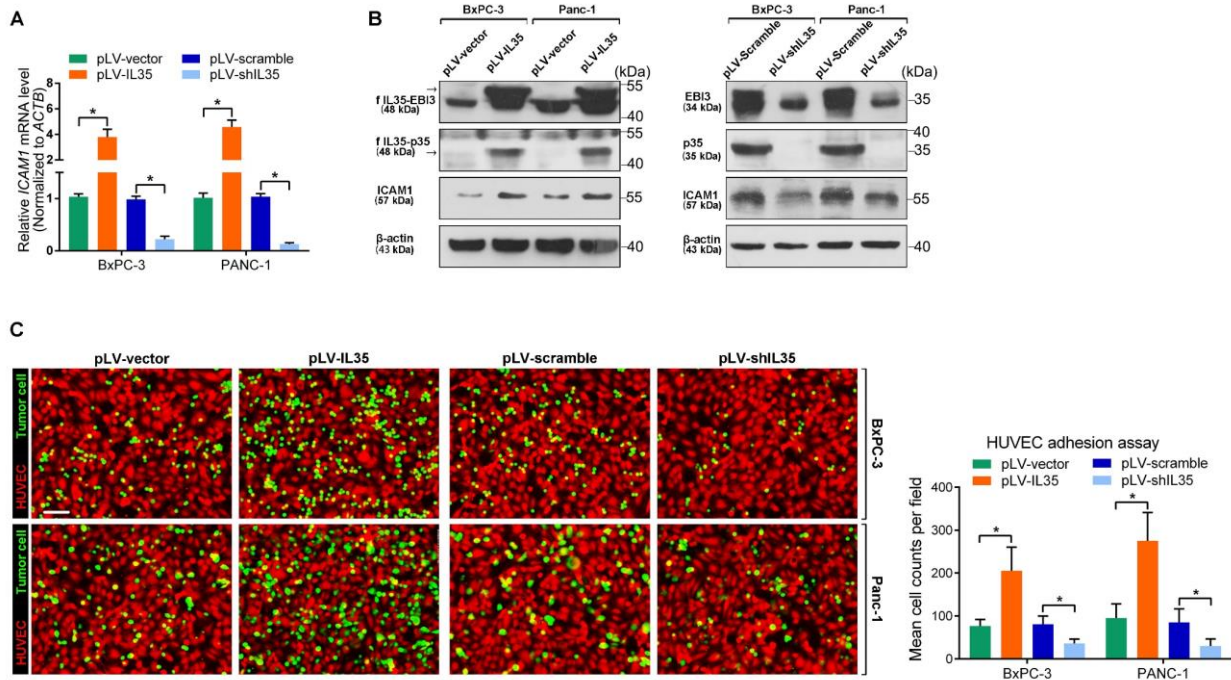 A
pLV-vector
pLV-scramble
pLV-IL35
pLV-shIL35
Relative ICAM1 mRNA level
(Normalized to ACTB)
8
6
4
2
1
0
*
*
*
*
BxPC-3
PANC-1
B
BxPC-3
Panc-1
pLV-vector
pLV-IL35
pLV-vector
pLV-IL35
(kDa)
→
f IL35-EBI3
(48 kDa)
55
40
f IL35-p35
(48 kDa)
→
55
40
ICAM1
(57 kDa)
55
β-actin
(43 kDa)
40
BxPC-3
Panc-1
pLV-Scramble
pLV-shIL35
pLV-Scramble
pLV-shIL35
(kDa)
EBI3
(34 kDa)
35
p35
(35 kDa)
35
ICAM1
(57 kDa)
55
β-actin
(43 kDa)
40
C
pLV-vector
pLV-IL35
pLV-scramble
pLV-shIL35
HUVEC Tumor cell
BxPC-3
HUVEC Tumor cell
Panc-1
HUVEC adhesion assay
pLV-vector
pLV-scramble
pLV-IL35
pLV-shIL35
Mean cell counts per field
400
300
200
100
0
*
*
*
*
BxPC-3
PANC-1